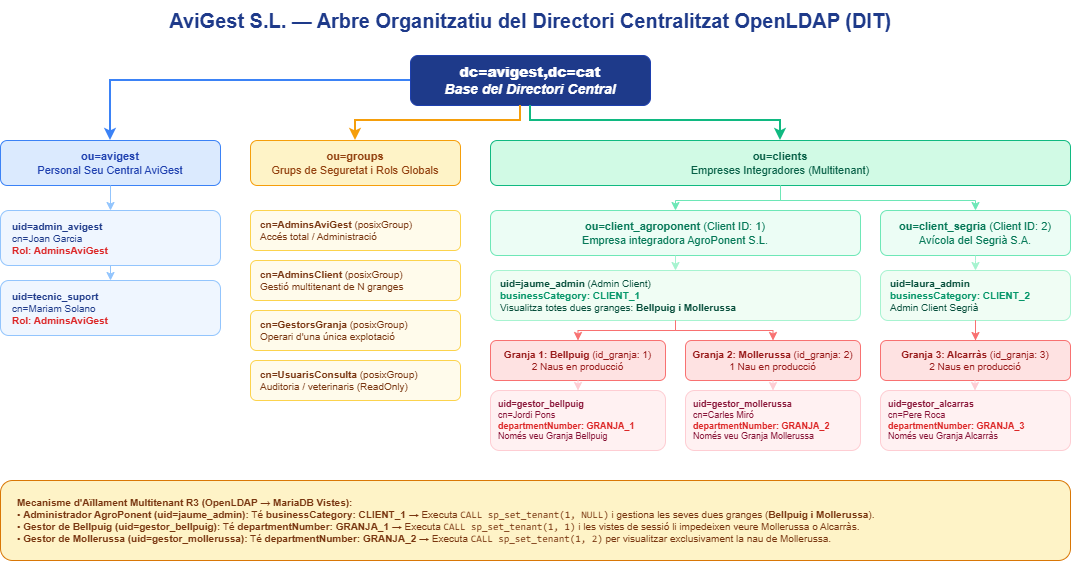 AviGest S.L. — Arbre Organitzatiu del Directori Centralitzat OpenLDAP (DIT)
dc=avigest,dc=cat
Base del Directori Central
ou=avigest
Personal Seu Central AviGest
ou=groups
Grups de Seguretat i Rols Globals
ou=clients
Empreses Integradores (Multitenant)
uid=admin_avigest
cn=Joan Garcia
Rol: AdminsAviGest
uid=tecnic_suport
cn=Mariam Solano
Rol: AdminsAviGest
cn=AdminsAviGest (posixGroup)
Accés total / Administració
cn=AdminsClient (posixGroup)
Gestió multitenant de N granges
cn=GestorsGranja (posixGroup)
Operari d'una única explotació
cn=UsuarisConsulta (posixGroup)
Auditoria / veterinaris (ReadOnly)
ou=client_agroponent (Client ID: 1)
Empresa integradora AgroPonent S.L.
ou=client_segria (Client ID: 2)
Avícola del Segrià S.A.
uid=jaume_admin (Admin Client)
businessCategory: CLIENT_1
Visualitza totes dues granges: Bellpuig i Mollerussa
uid=laura_admin
businessCategory: CLIENT_2
Admin Client Segrià
Granja 1: Bellpuig (id_granja: 1)
2 Naus en producció
Granja 2: Mollerussa (id_granja: 2)
1 Nau en producció
Granja 3: Alcarràs (id_granja: 3)
2 Naus en producció
uid=gestor_bellpuig
cn=Jordi Pons
departmentNumber: GRANJA_1
Només veu Granja Bellpuig
uid=gestor_mollerussa
cn=Carles Miró
departmentNumber: GRANJA_2
Només veu Granja Mollerussa
uid=gestor_alcarras
cn=Pere Roca
departmentNumber: GRANJA_3
Només veu Granja Alcarràs
Mecanisme d'Aïllament Multitenant R3 (OpenLDAP → MariaDB Vistes):
• Administrador AgroPonent (uid=jaume_admin): Té businessCategory: CLIENT_1 → Executa CALL sp_set_tenant(1, NULL) i gestiona les seves dues granges (Bellpuig i Mollerussa).
• Gestor de Bellpuig (uid=gestor_bellpuig): Té departmentNumber: GRANJA_1 → Executa CALL sp_set_tenant(1, 1) i les vistes de sessió li impedeixen veure Mollerussa o Alcarràs.
• Gestor de Mollerussa (uid=gestor_mollerussa): Té departmentNumber: GRANJA_2 → Executa CALL sp_set_tenant(1, 2) per visualitzar exclusivament la nau de Mollerussa.